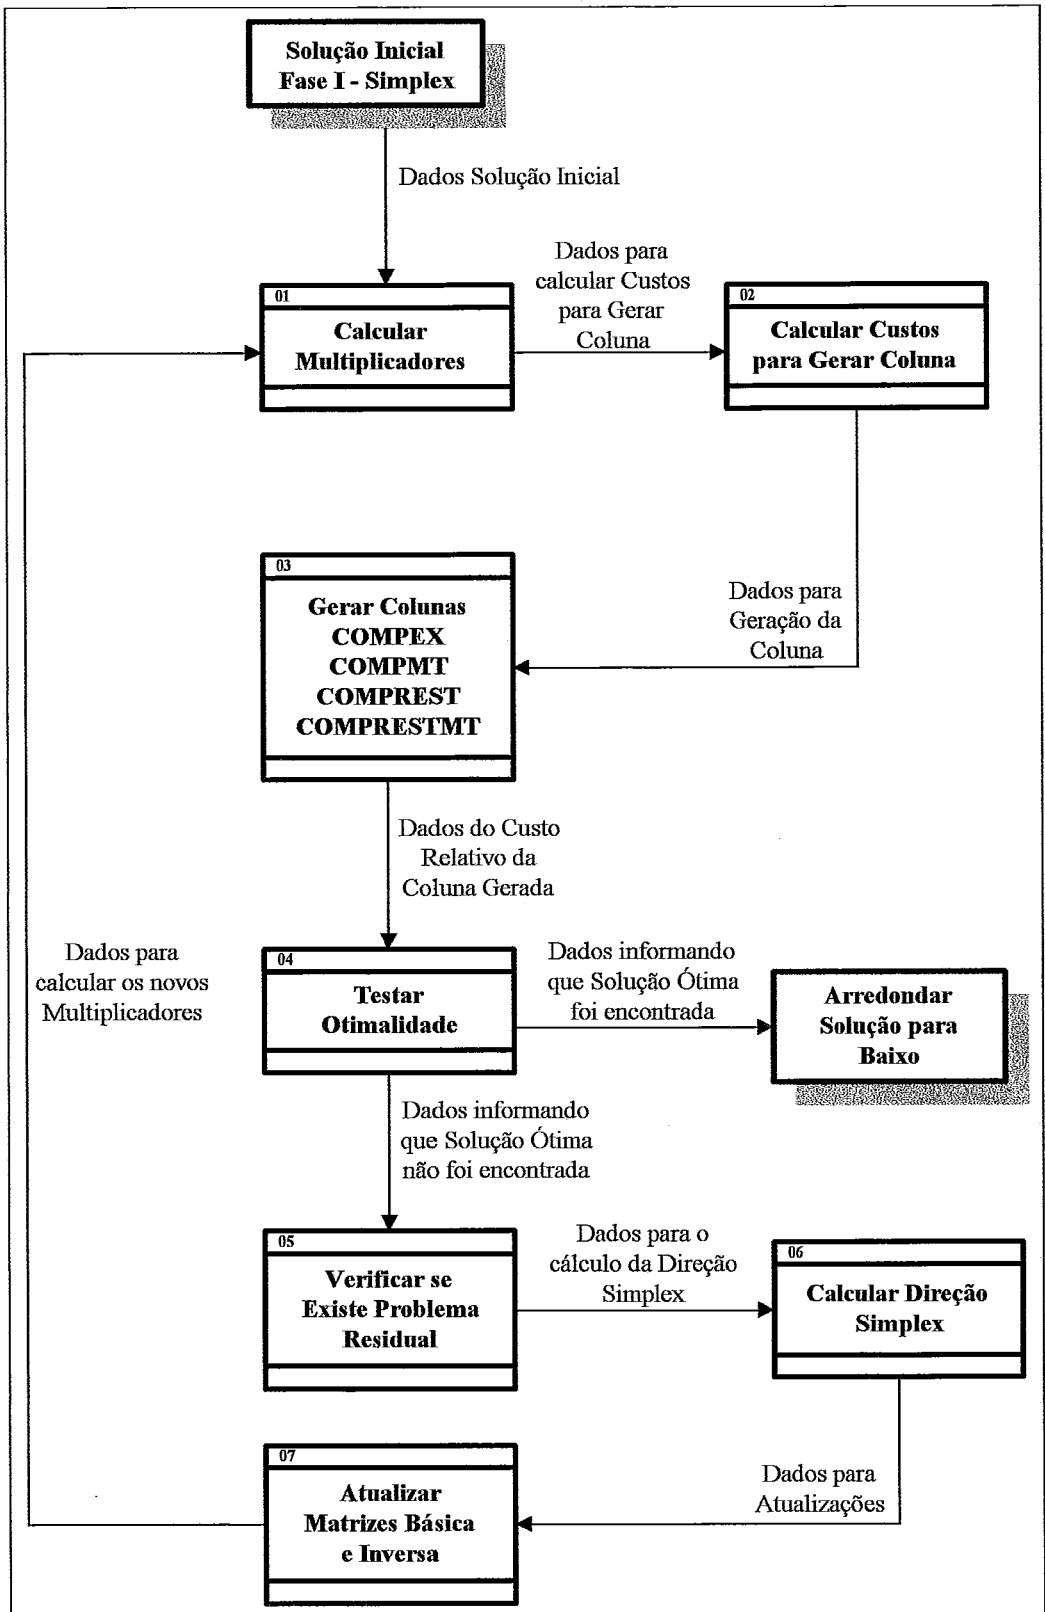 Solução Inicial
Fase I - Simplex
Dados Solução Inicial
Dados para
calcular Custos
para Gerar
Coluna
01
Calcular
Multiplicadores
02
Calcular Custos
para Gerar Coluna
03
Gerar Colunas
COMPEX
COMPMT
COMPREST
COMPRESTMT
Dados para
Geração da
Coluna
Dados do Custo
Relativo da
Coluna Gerada
Dados para
calcular os novos
Multiplicadores
04
Testar
Otimalidade
Dados informando
que Solução Ótima
foi encontrada
Arredondar
Solução para
Baixo
Dados informando
que Solução Ótima
não foi encontrada
05
Verificar se
Existe Problema
Residual
Dados para o
cálculo da Direção
Simplex
06
Calcular Direção
Simplex
07
Atualizar
Matrizes Básica
e Inversa
Dados para
Atualizações